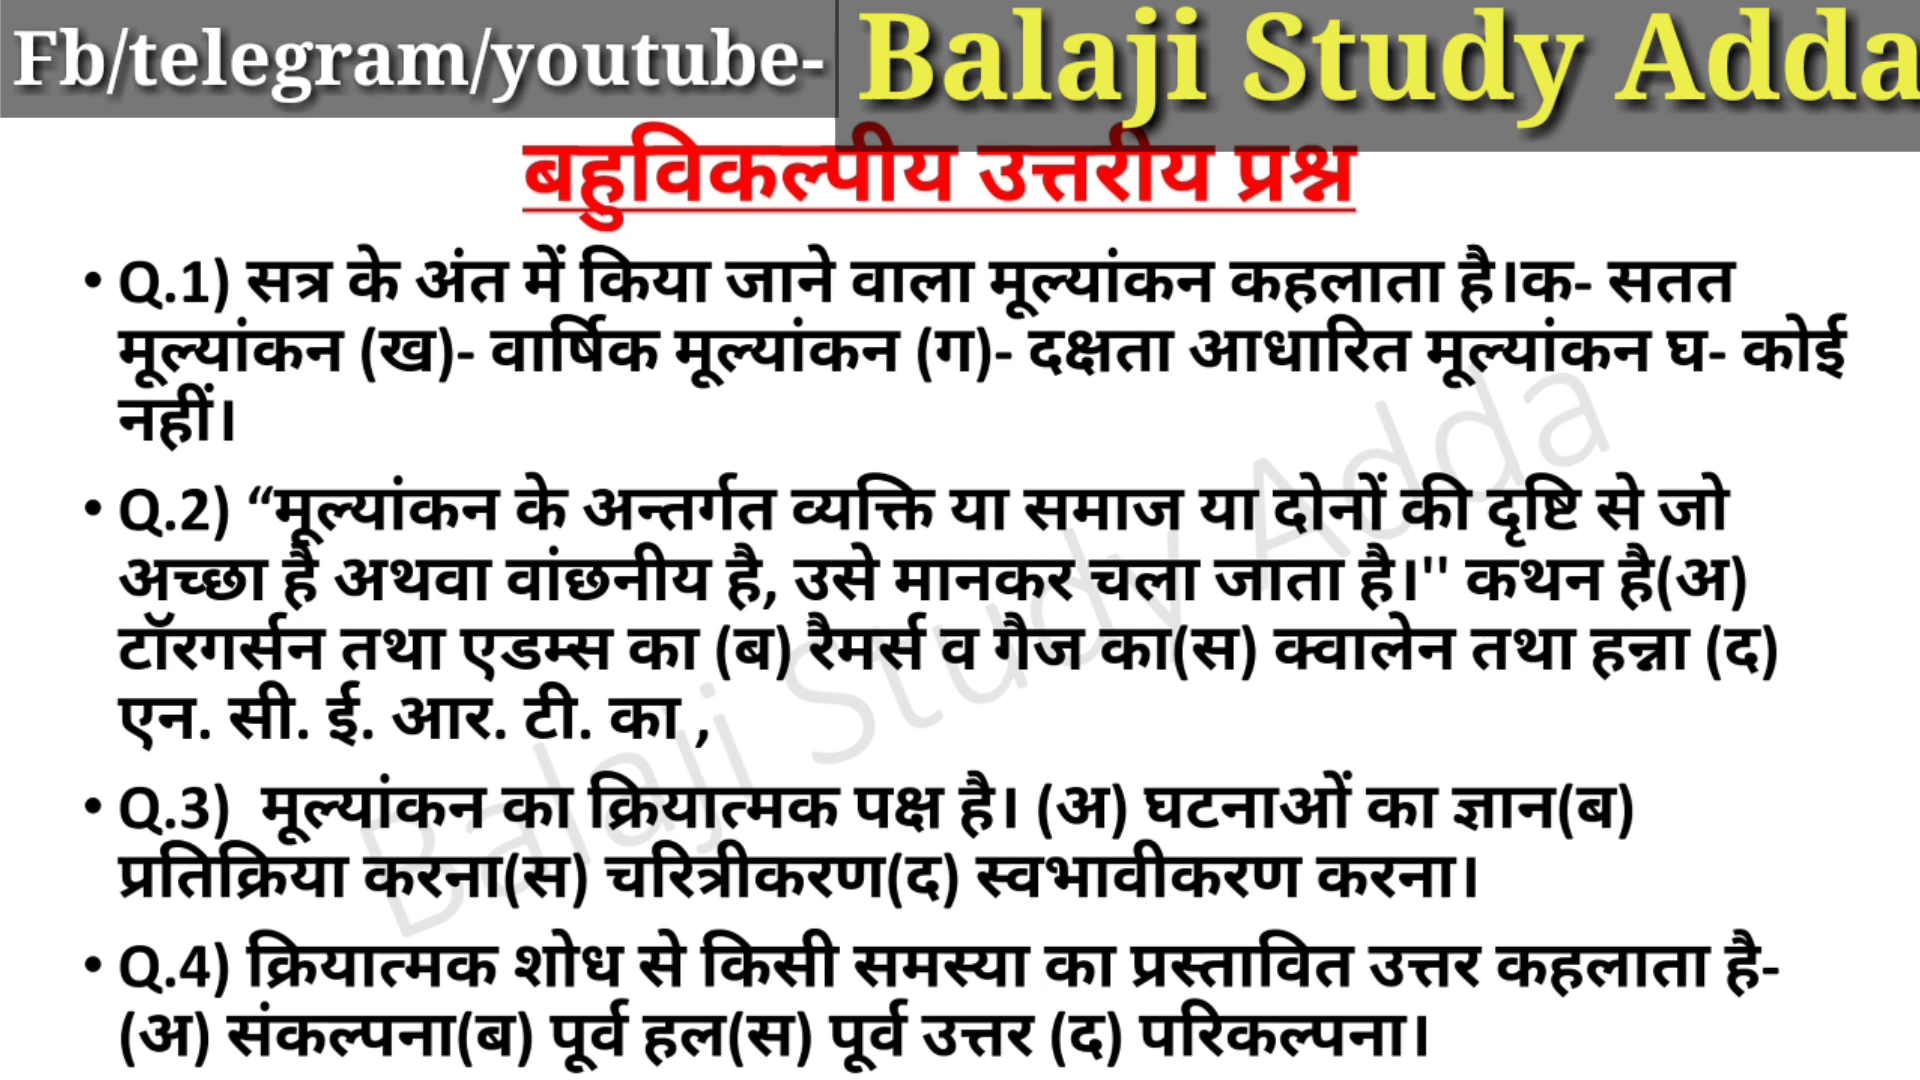 Fb/telegram/youtube- Balaji Study Adda
बहुविकल्पीय उत्तरीय प्रश्न
• Q.1) सत्र के अंत में किया जाने वाला मूल्यांकन कहलाता है।क- सतत
मूल्यांकन (ख)- वार्षिक मूल्यांकन (ग)- दक्षता आधारित मूल्यांकन घ- कोई
नहीं।
• Q.2) “मूल्यांकन के अन्तर्गत व्यक्ति या समाज या दोनों की दृष्टि से जो
अच्छा है अथवा वांछनीय है, उसे मानकर चला जाता है।'' कथन है(अ)
टॉरगर्सन तथा एडम्स का (ब) रैमर्स व गैज का(स) क्वालेन तथा हन्ना (द)
एन. सी. ई. आर. टी. का ,
• Q.3) मूल्यांकन का क्रियात्मक पक्ष है। (अ) घटनाओं का ज्ञान(ब)
प्रतिक्रिया करना(स) चरित्रीकरण(द) स्वभावीकरण करना।
• Q.4) क्रियात्मक शोध से किसी समस्या का प्रस्तावित उत्तर कहलाता है-
(अ) संकल्पना(ब) पूर्व हल(स) पूर्व उत्तर (द) परिकल्पना।
Balaji Study Adda